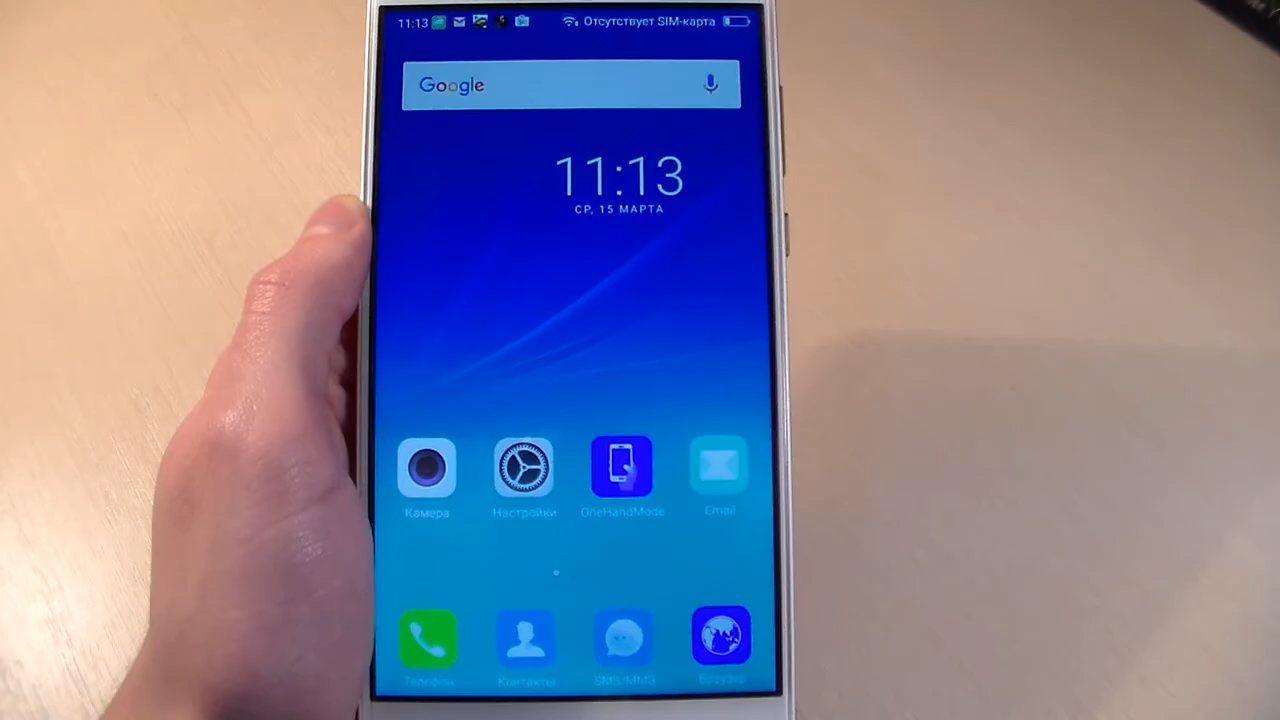 11:13 Отсутствует SIM-карта
Google
11:13
СР, 15 МАРТА
Камера Настройки OneHandMode Email
Телефон Контакты SMS/MMS Браузер